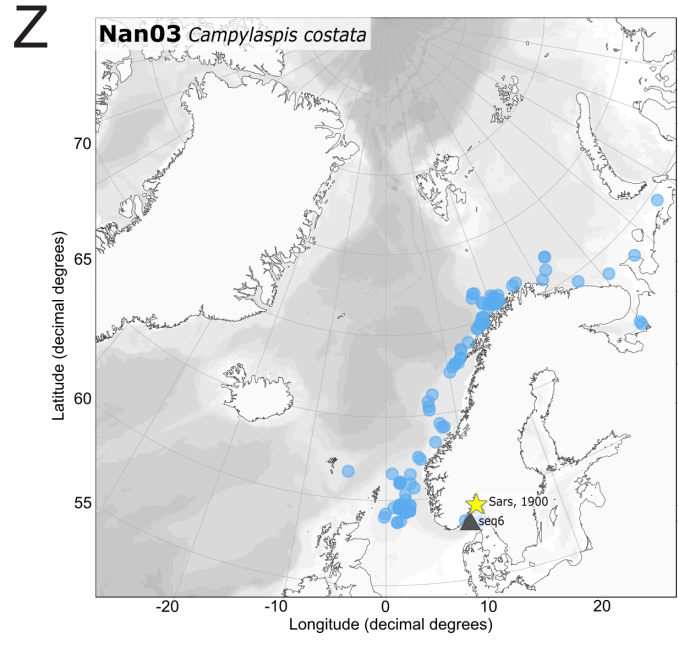 Z
Nan03 Campylaspis costata
70
65
60
55
Latitude (decimal degrees)
Sars, 1900
seq6
-20 -10 0 10 20
Longitude (decimal degrees)